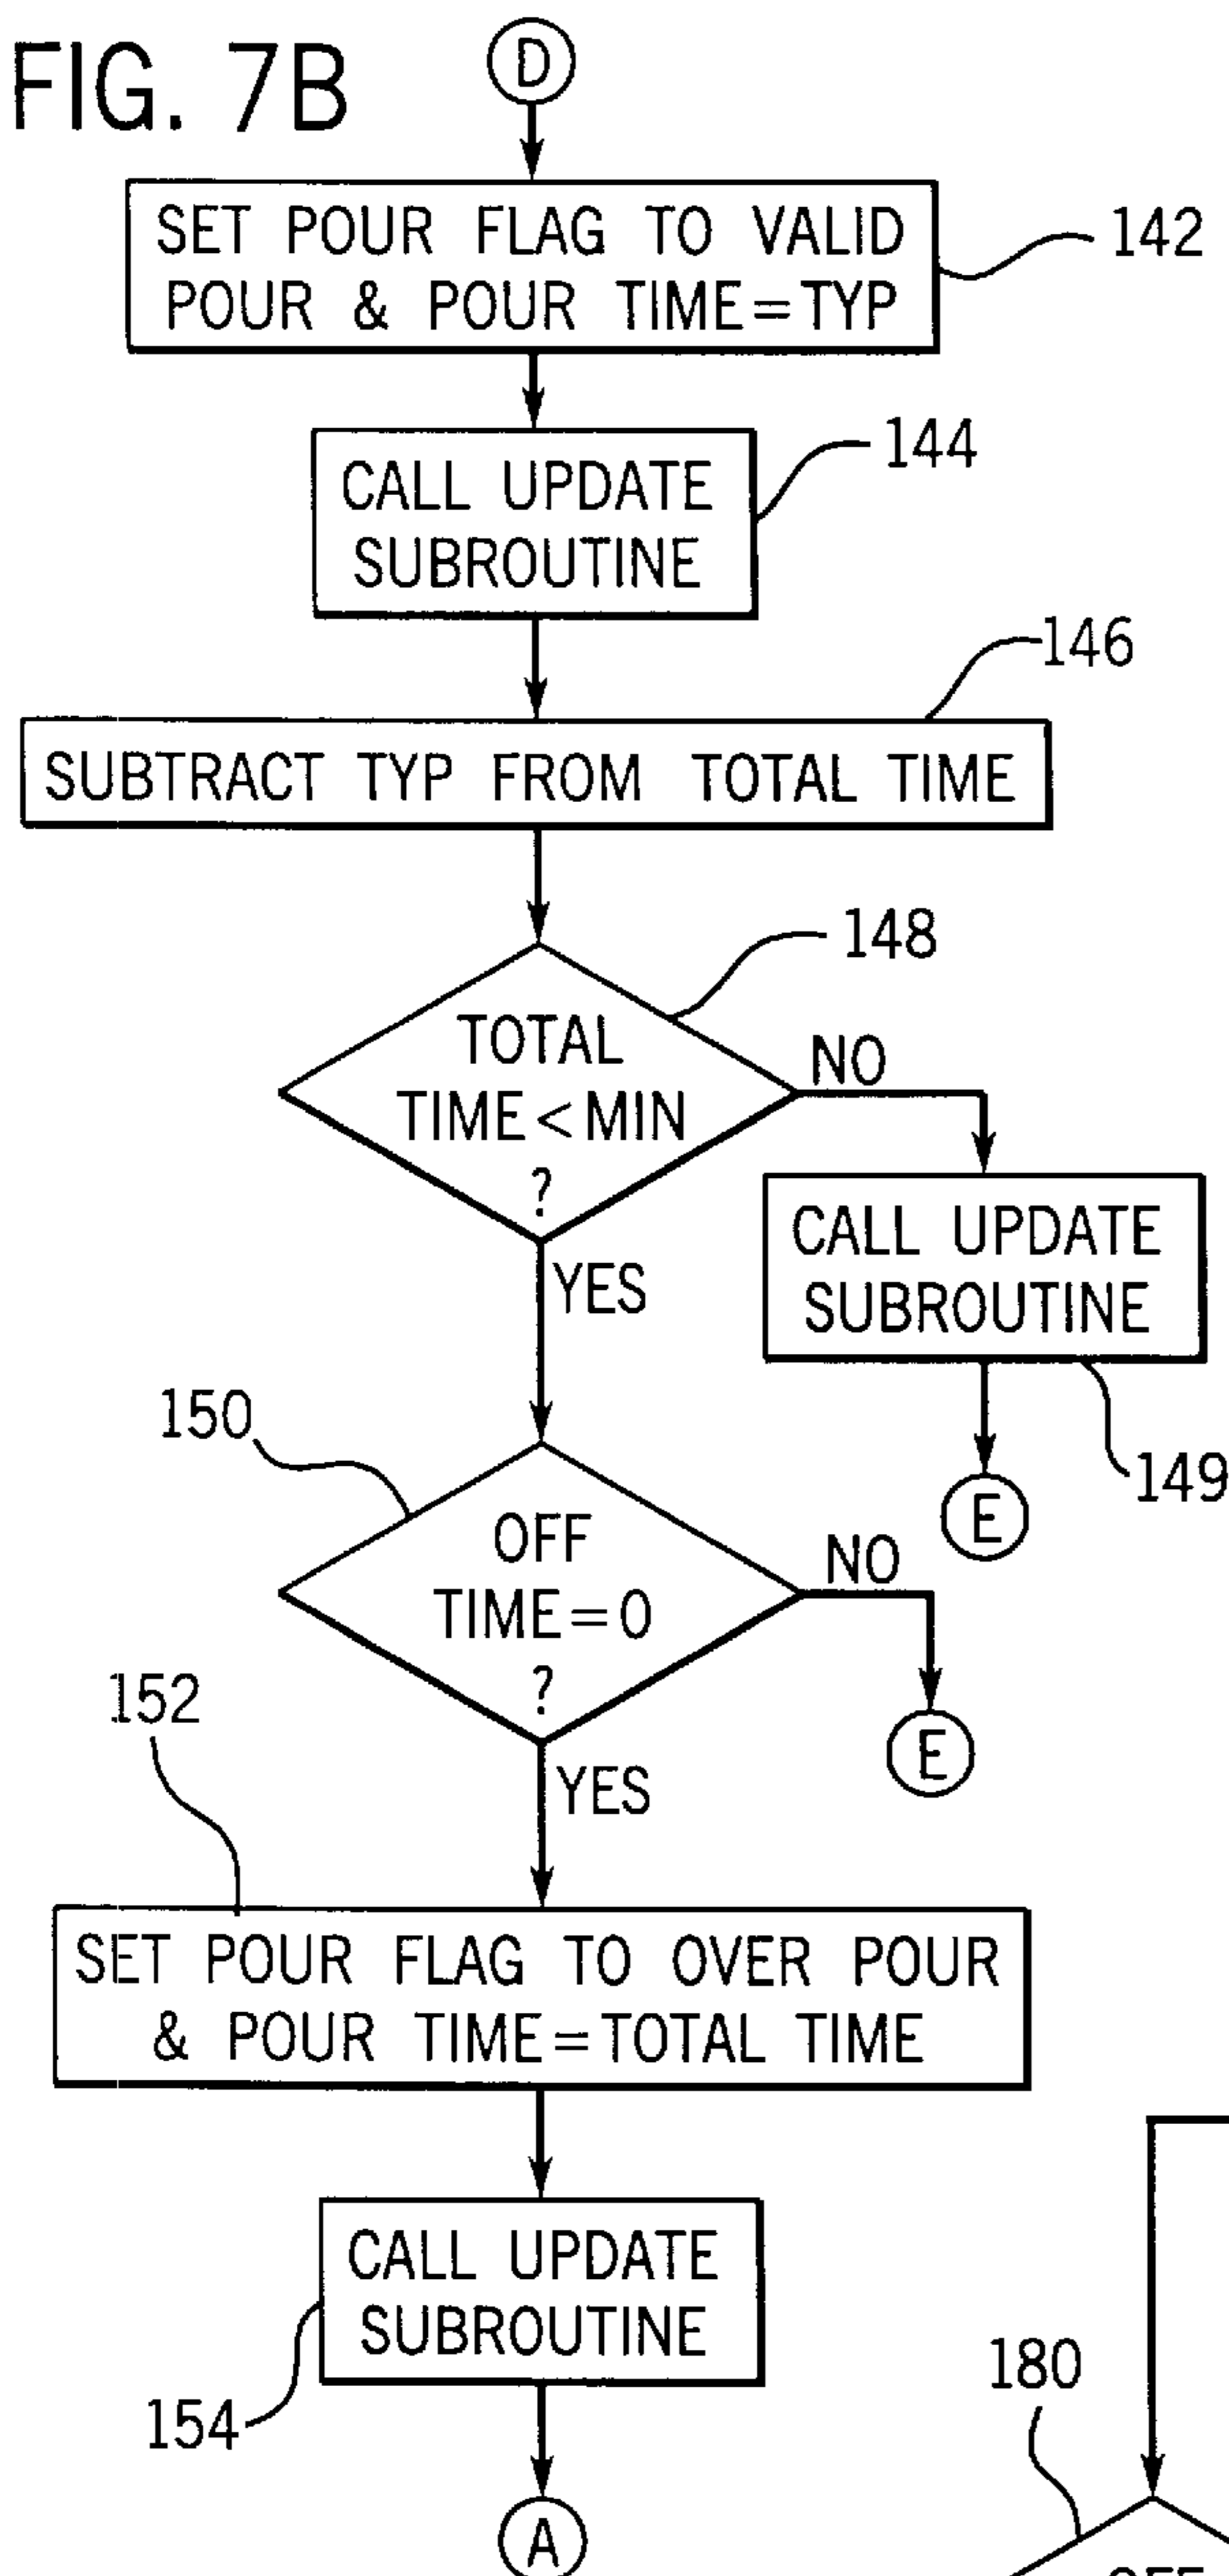 FIG. 7B
D
SET POUR FLAG TO VALID
POUR & POUR TIME=TYP
142
CALL UPDATE
SUBROUTINE
144
146
SUBTRACT TYP FROM TOTAL TIME
148
TOTAL
TIME<MIN
?
NO
YES
CALL UPDATE
SUBROUTINE
149
E
150
OFF
TIME=0
?
NO
E
YES
152
SET POUR FLAG TO OVER POUR
& POUR TIME=TOTAL TIME
CALL UPDATE
SUBROUTINE
154
A
180